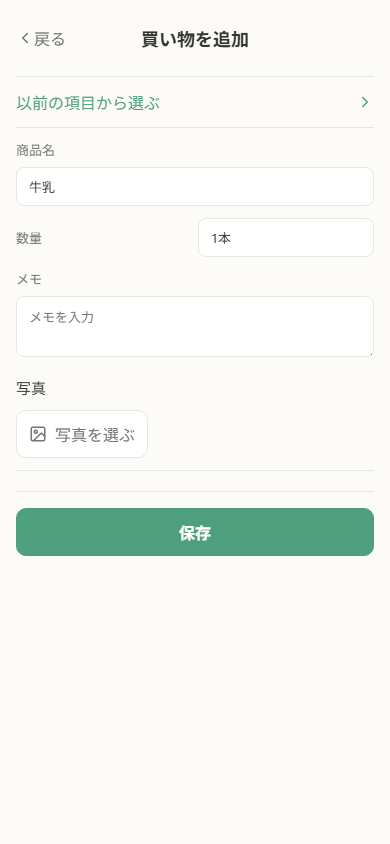 戻る
買い物を追加
以前の項目から選ぶ
商品名
牛乳
数量
1本
メモ
メモを入力
写真
写真を選ぶ
保存